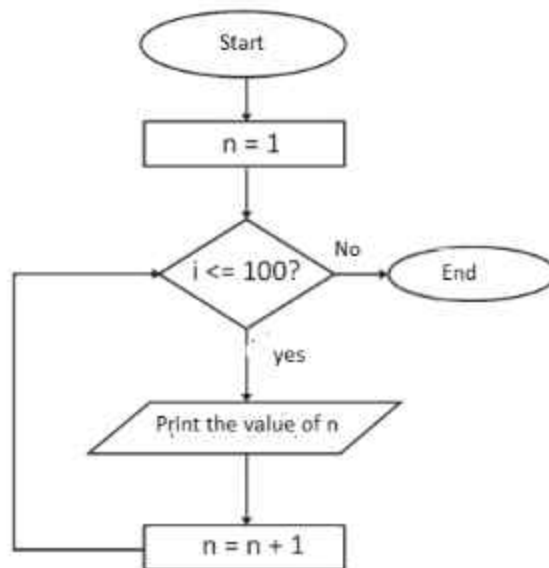 Start
n = 1
i <= 100?
No
End
yes
Print the value of n
n = n + 1